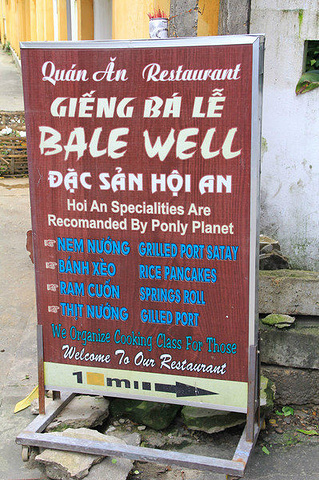 Quán Ăn Restaurant
GIẾNG BÁ LỄ
BALE WELL
ĐẶC SẢN HỘI AN
Hoi An Specialities Are
Recomanded By Ponly Planet
NEM NƯỚNG GRILLED PORT SATAY
BÁNH XÈO RICE PANCAKES
RAM CUỐN SPRINGS ROLL
THỊT NƯỚNG GILLED PORT
We Organize Cooking Class For Those
Welcome To Our Restaurant